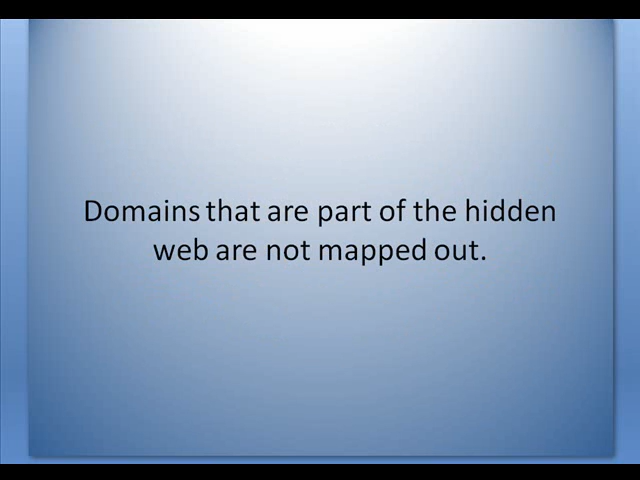 Domains that are part of the hidden
web are not mapped out.